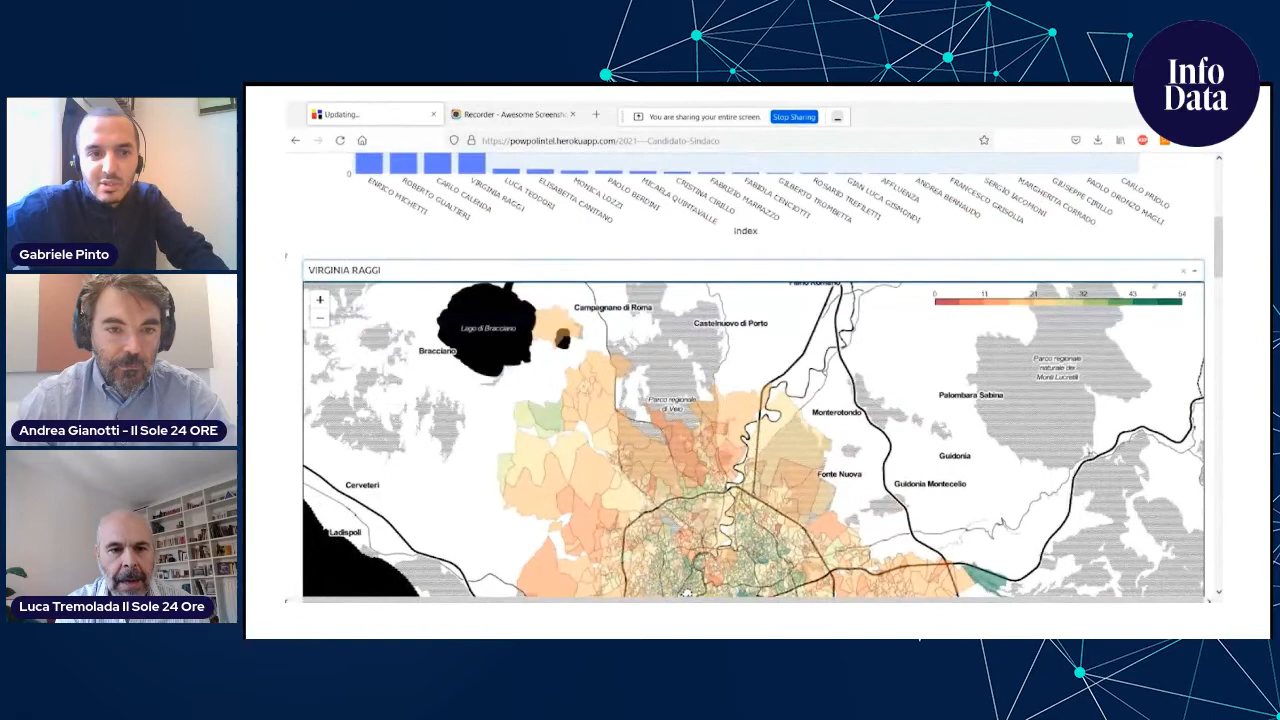 Info
Data
Updating...
Recorder - Awesome Screensh
You are sharing your entire screen.
Stop Sharing
https://powpolintel.herokuapp.com/2021---Candidato-Sindaco
0
ENRICO MICHETTI
ROBERTO GUALTIERI
CARLO CALENDA
VIRGINIA RAGGI
LUCA TEODORI
ELISABETTA CANITANO
MONICA LOZZI
PAOLO BERDINI
MICAELA QUINTAVALLE
CRISTINA CIRILLO
FABRIZIO MARRAZZO
FABIOLA CENCIOTTI
GILBERTO TROMBETTA
ROSARIO TREFILETTI
GIAN LUCA GISMONDI
AFFLUENZA
ANDREA BERNAUDO
FRANCESCO GRISOLIA
SERGIO IACOMONI
MARGHERITA CORRADO
GIUSEPPE CIRILLO
PAOLO ORONZO MAGLI
CARLO PRIOLO
Index
VIRGINIA RAGGI
+
−
0 11 21 32 43 54
Lago di Bracciano
Bracciano
Campagnano di Roma
Castelnuovo di Porto
Parco regionale
di Veio
Monterotondo
Parco regionale
naturale dei
Monti Lucretili
Palombara Sabina
Guidonia
Fonte Nuova
Guidonia Montecelio
Cerveteri
Ladispoli
Gabriele Pinto
Andrea Gianotti - Il Sole 24 ORE
Luca Tremolada Il Sole 24 Ore